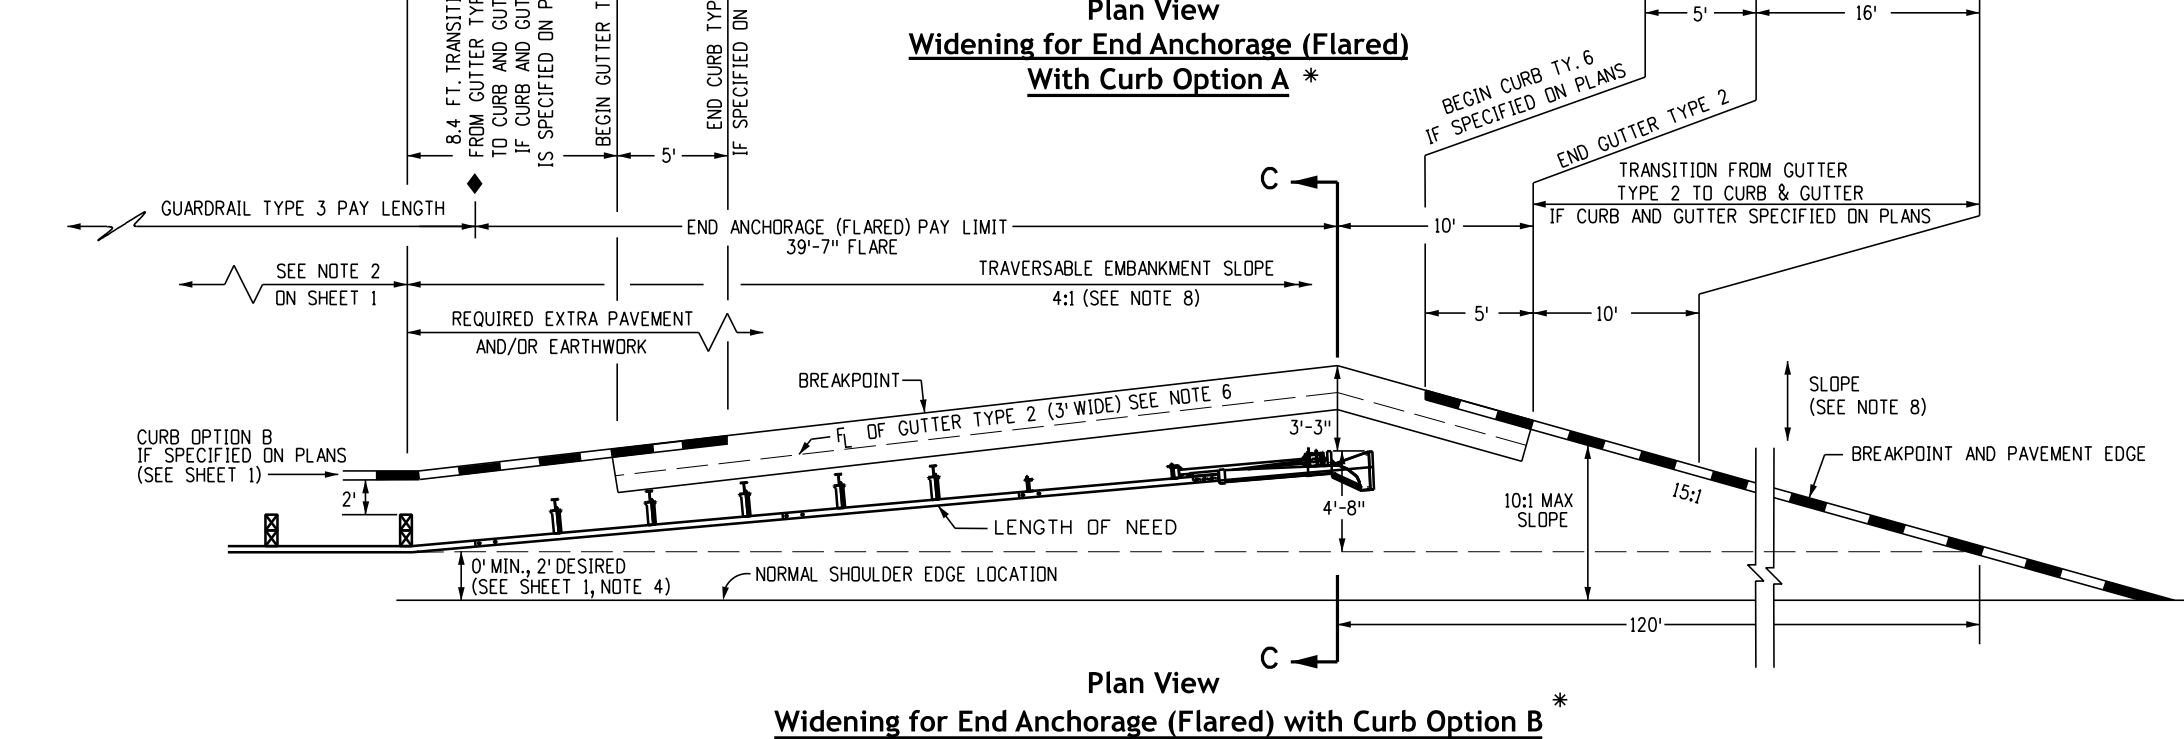 Plan View
Widening for End Anchorage (Flared)
With Curb Option A *
8.4 FT. TRANSITI
FROM GUTTER TYP
TO CURB AND GUT
IF CURB AND GUT
IS SPECIFIED ON P
BEGIN GUTTER T
END CURB TYP
IF SPECIFIED ON
5'
5'
16'
BEGIN CURB TY. 6
IF SPECIFIED ON PLANS
END GUTTER TYPE 2
TRANSITION FROM GUTTER
TYPE 2 TO CURB & GUTTER
IF CURB AND GUTTER SPECIFIED ON PLANS
C
GUARDRAIL TYPE 3 PAY LENGTH
END ANCHORAGE (FLARED) PAY LIMIT
39'-7" FLARE
10'
SEE NOTE 2
ON SHEET 1
TRAVERSABLE EMBANKMENT SLOPE
4:1 (SEE NOTE 8)
5'
10'
REQUIRED EXTRA PAVEMENT
AND/OR EARTHWORK
BREAKPOINT
FL OF GUTTER TYPE 2 (3' WIDE) SEE NOTE 6
SLOPE
(SEE NOTE 8)
CURB OPTION B
IF SPECIFIED ON PLANS
(SEE SHEET 1)
2'
3'-3"
4'-8"
BREAKPOINT AND PAVEMENT EDGE
10:1 MAX
SLOPE
15:1
LENGTH OF NEED
0' MIN., 2' DESIRED
(SEE SHEET 1, NOTE 4)
NORMAL SHOULDER EDGE LOCATION
120'
C
Plan View
Widening for End Anchorage (Flared) with Curb Option B *